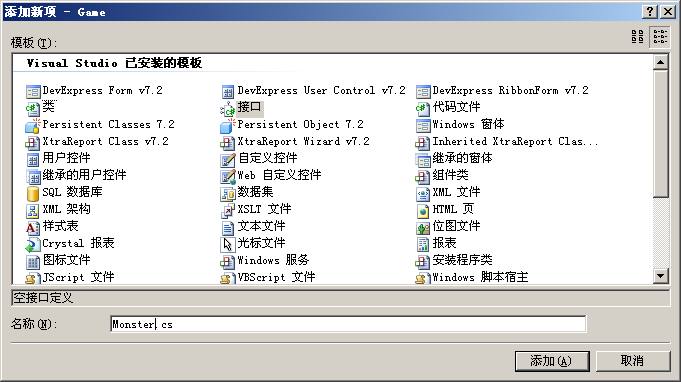 添加新项 - Game
模板(T):
Visual Studio 已安装的模板
DevExpress Form v7.2 DevExpress User Control v7.2 DevExpress RibbonForm v7.2
类 接口 代码文件
Persistent Classes 7.2 Persistent Object 7.2 Windows 窗体
XtraReport Class v7.2 XtraReport Wizard v7.2 Inherited XtraReport Clas...
用户控件 自定义控件 继承的窗体
继承的用户控件 Web 自定义控件 组件类
SQL 数据库 数据集 XML 文件
XML 架构 XSLT 文件 HTML 页
样式表 文本文件 位图文件
Crystal 报表 光标文件 报表
图标文件 Windows 服务 安装程序类
JScript 文件 VBScript 文件 Windows 脚本宿主
空接口定义
名称(N): Monster.cs
添加(A) 取消